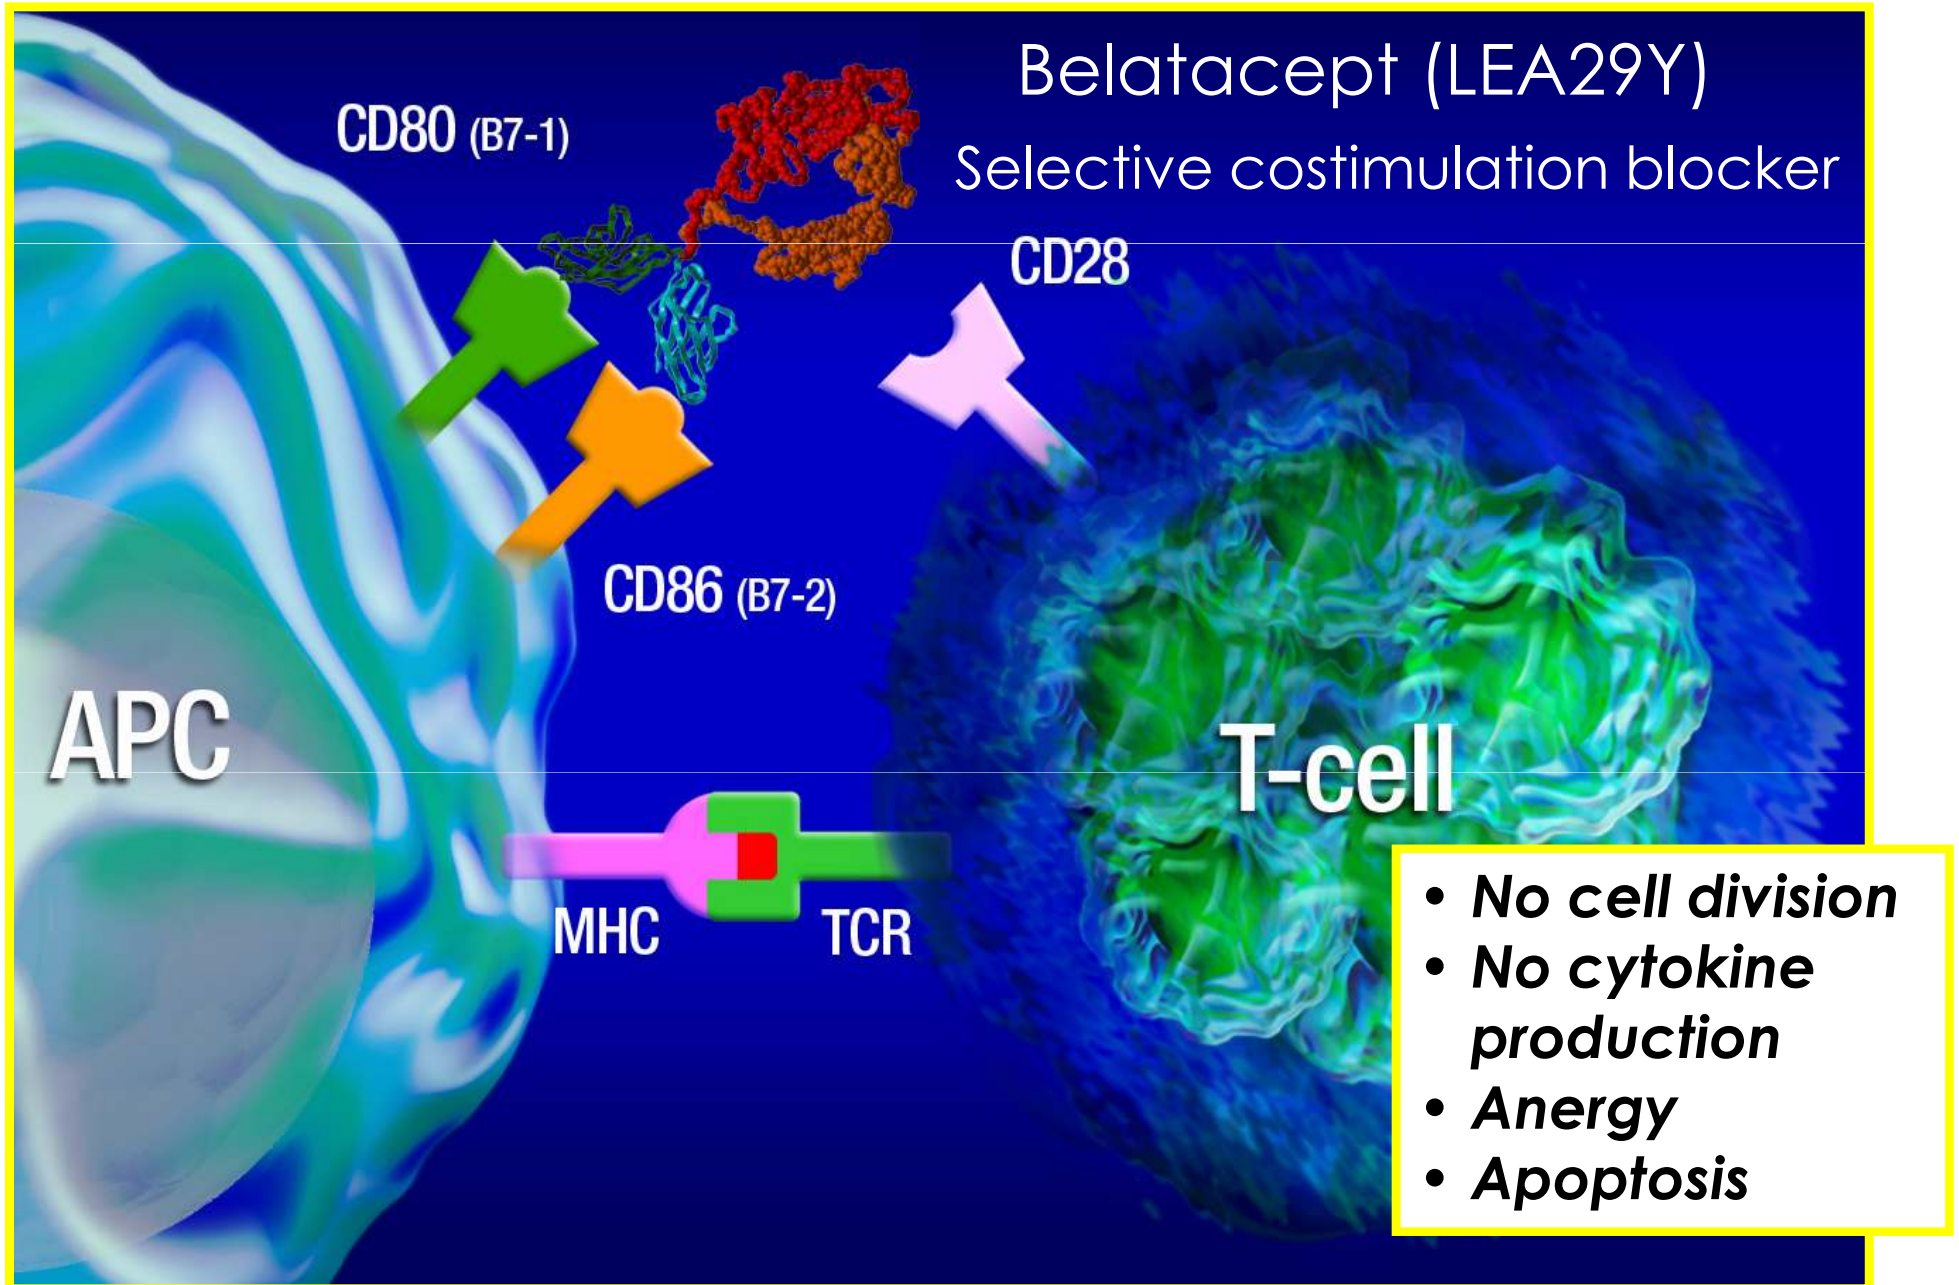 Belatacept (LEA29Y)
Selective costimulation blocker
CD80 (B7-1)
CD28
CD86 (B7-2)
APC
T-cell
MHC
TCR
• No cell division
• No cytokine
production
• Anergy
• Apoptosis